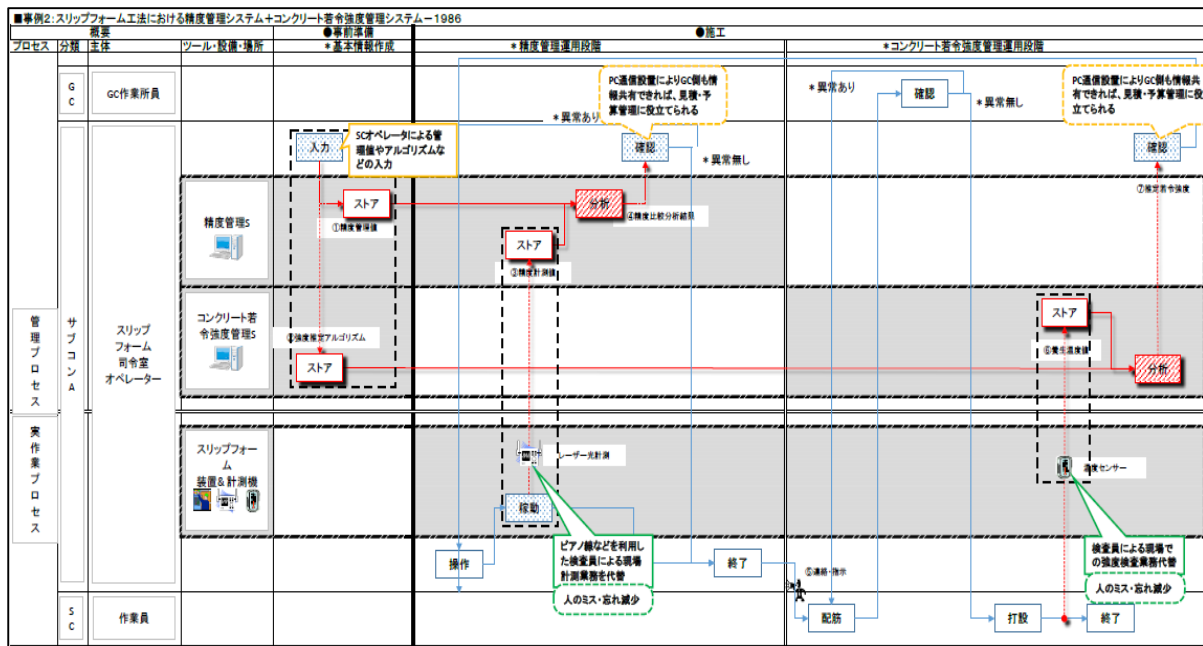 ■事例2:スリップフォーム工法における精度管理システム+コンクリート若令強度管理システムー1986
概要
●事前準備
●施工
プロセス
分類
主体
ツール・設備・場所
*基本情報作成
*精度管理運用段階
*コンクリート若令強度管理運用段階
GC
GC作業所員
PC通信設置によりGC側も情
報共有できれば、見積・予
算管理に役立てられる
*異常あり
確認
*異常無し
PC通信設置によりGC側も情報共
有できれば、見積・予算管理に役
立てられる
*異常あり
入力
SCオペレータによる管
理値やアルゴリズムな
どの入力
確認
*異常無し
確認
⑦推定若令強度
精度管理S
ストア
①精度管理値
分析
④精度比較分析結果
ストア
③精度計測値
管理プロセス
サブコンA
スリップ
フォーム
司令室
オペレーター
コンクリート若
令強度管理S
強度推定アルゴリズム
ストア
ストア
⑥養生温度値
分析
実作業プロセス
スリップフォー
ム
装置&計測機
レーザー光計測
稼動
温度センサー
ピアノ線などを利用し
た検査員による現場
計測業務を代替
人のミス・忘れ減少
検査員による現場で
の強度検査業務代替
人のミス・忘れ減少
操作
終了
⑤連絡・指示
SC
作業員
配筋
打設
終了